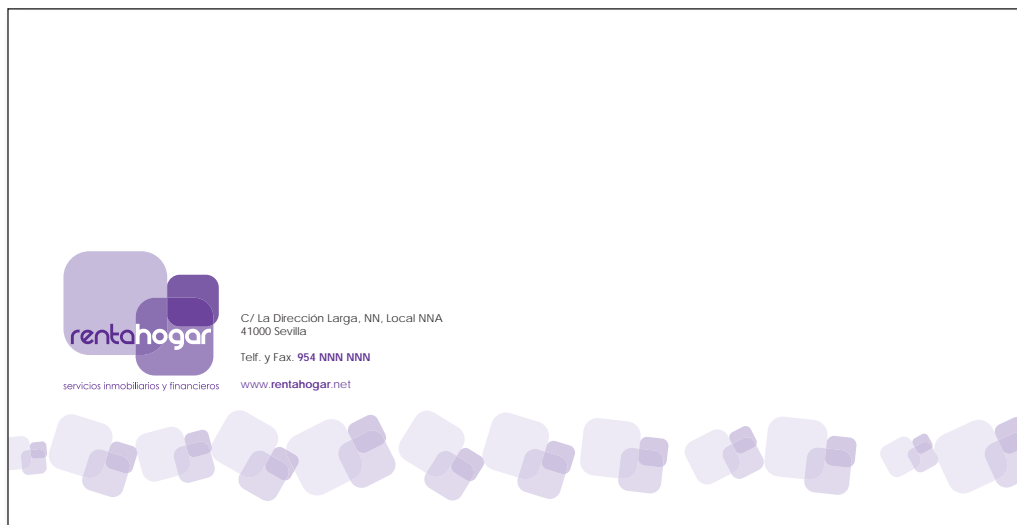 rentahogar
servicios inmobiliarios y financieros
C/ La Dirección Larga, NN, Local NNA
41000 Sevilla
Telf. y Fax. 954 NNN NNN
www.rentahogar.net